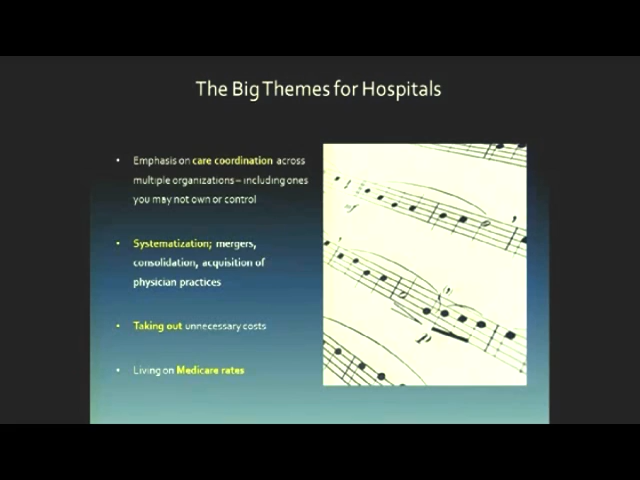 The Big Themes for Hospitals
• Emphasis on care coordination across
multiple organizations – including ones
you may not own or control
• Systematization; mergers,
consolidation, acquisition of
physician practices
• Taking out unnecessary costs
• Living on Medicare rates